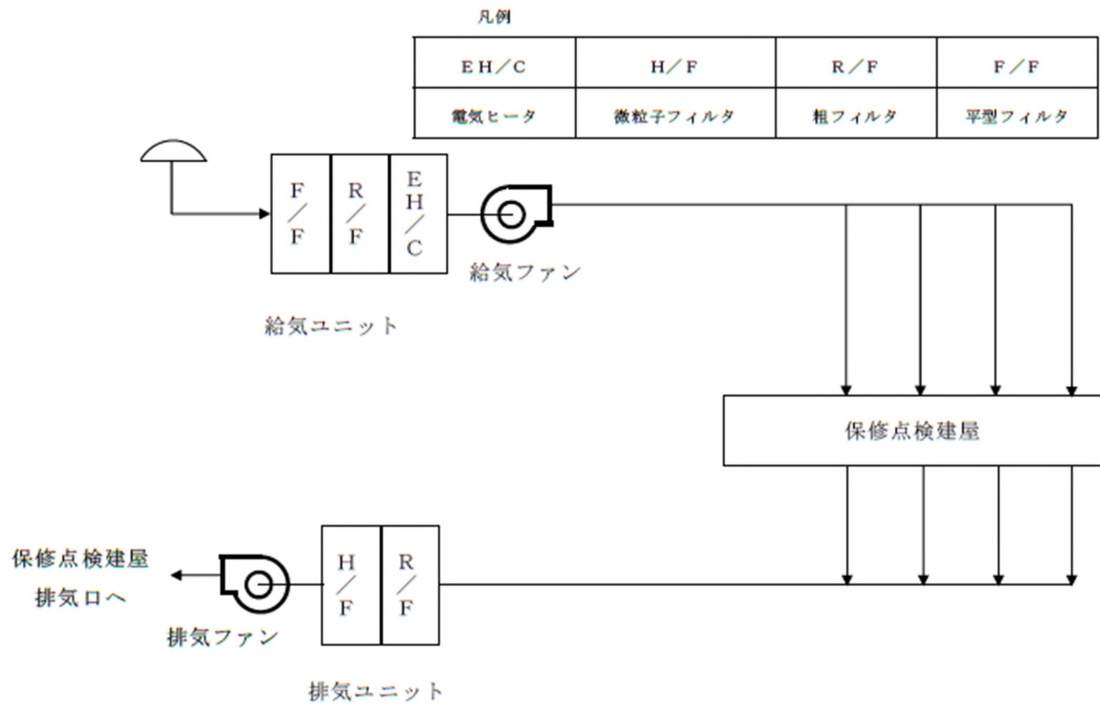 凡例
EH/C H/F R/F F/F
電気ヒータ 微粒子フィルタ 粗フィルタ 平型フィルタ
F/F
R/F
EH/C
給気ファン
給気ユニット
保修点検建屋
保修点検建屋
排気口へ
H/F
R/F
排気ファン
排気ユニット